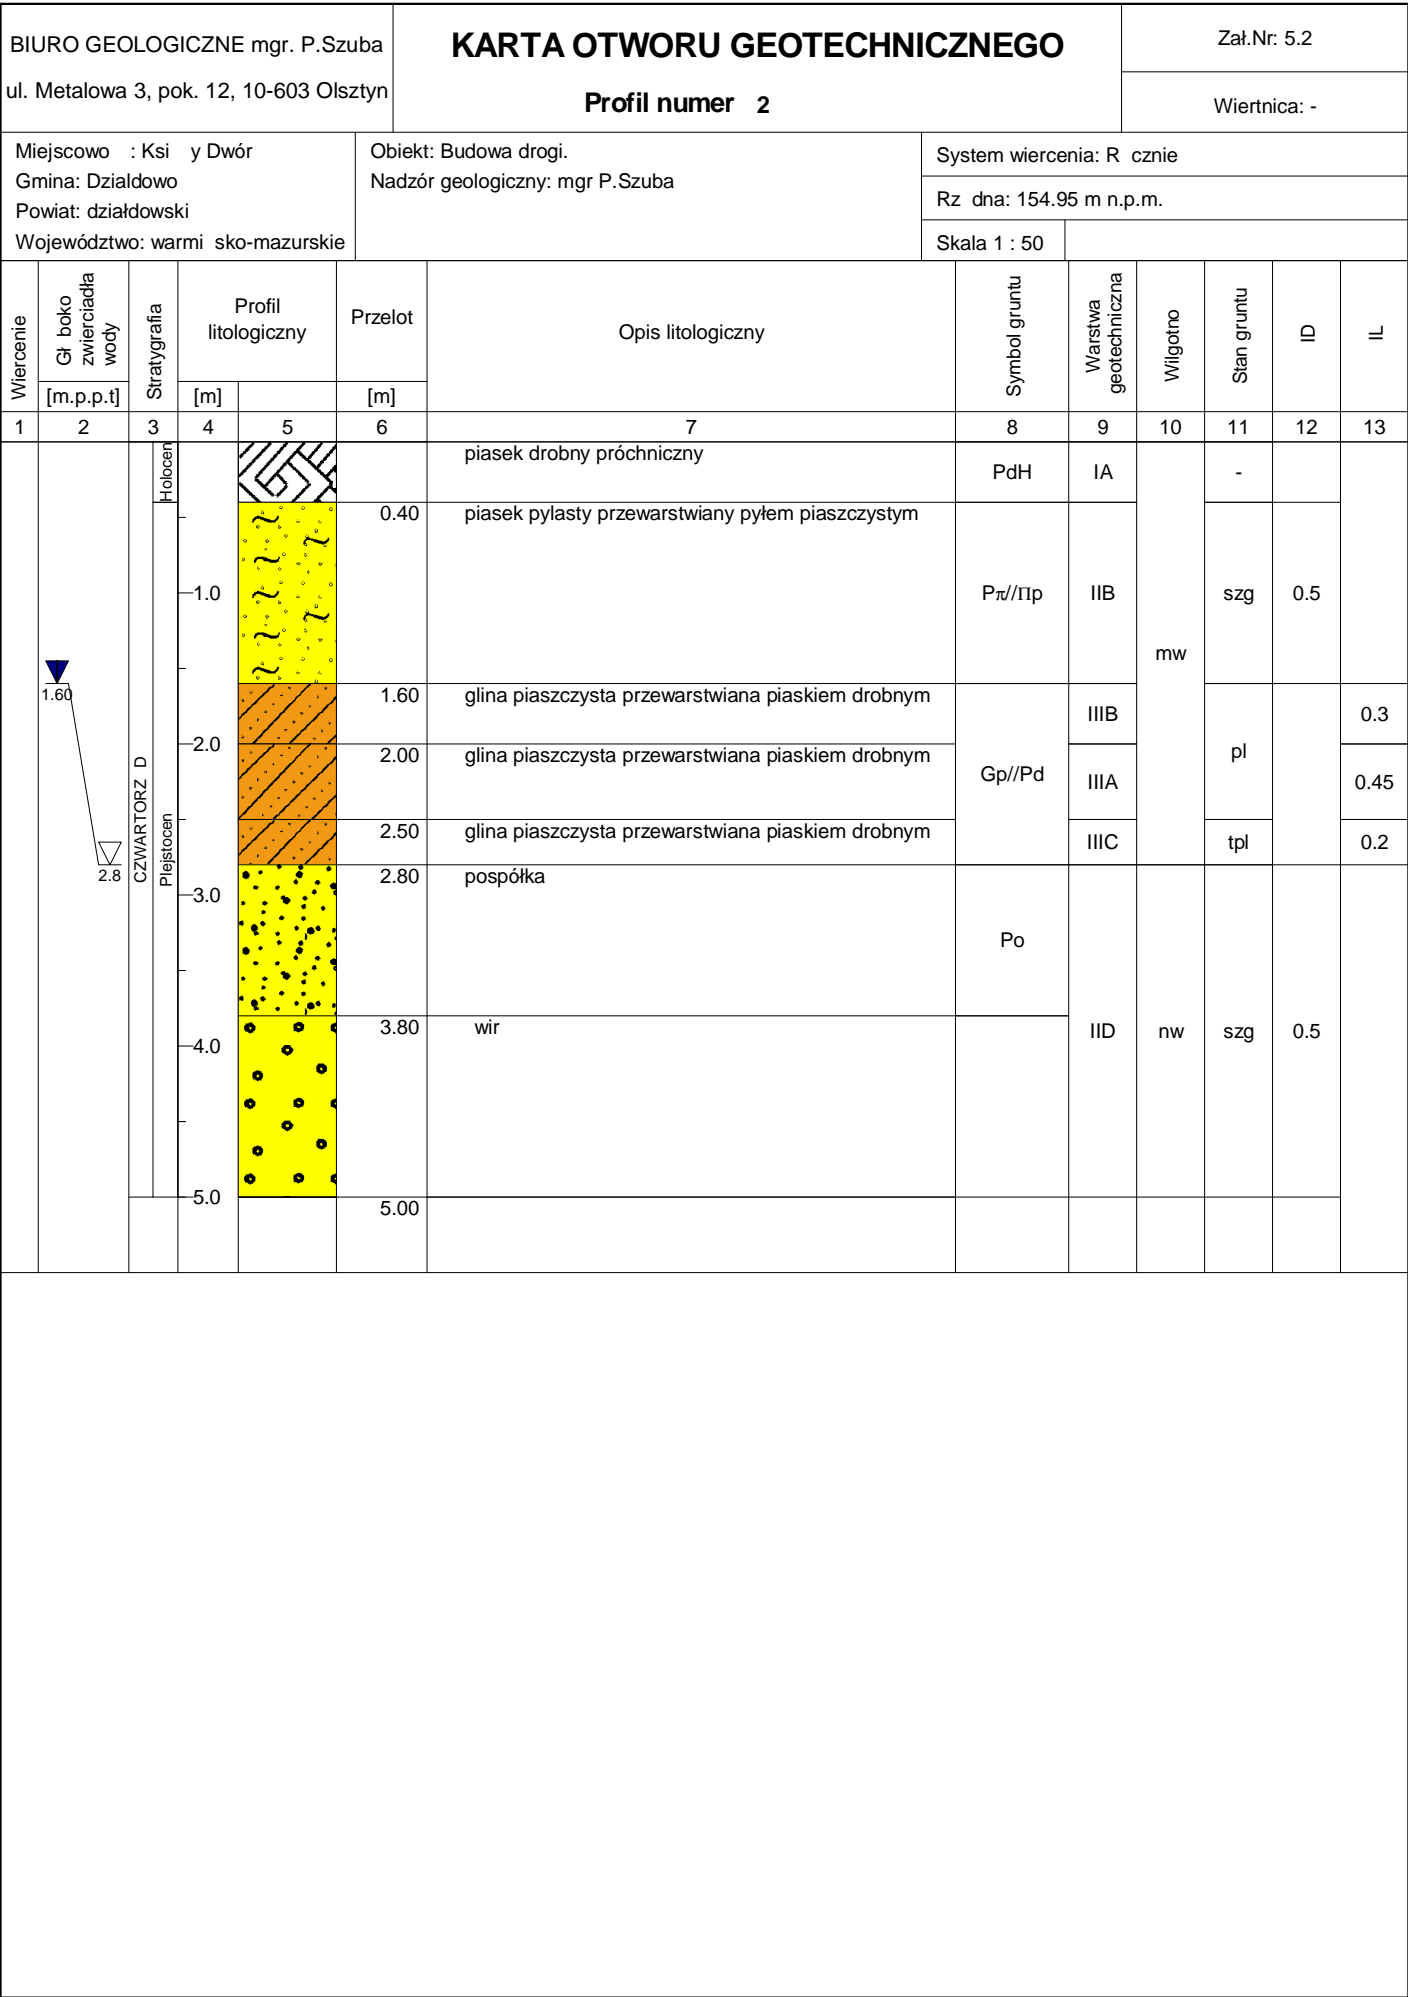 BIURO GEOLOGICZNE mgr. P.Szuba
ul. Metalowa 3, pok. 12, 10-603 Olsztyn
KARTA OTWORU GEOTECHNICZNEGO
Profil numer 2
Zał.Nr: 5.2
Wiertnica: -
Miejscowo : Ksi y Dwór
Gmina: Dzialdowo
Powiat: działdowski
Województwo: warmi sko-mazurskie
Obiekt: Budowa drogi.
Nadzór geologiczny: mgr P.Szuba
System wiercenia: R cznie
Rz dna: 154.95 m n.p.m.
Skala 1 : 50
Wiercenie
Gł boko
zwierciadła
wody
[m.p.p.t]
Stratygrafia
Profil
litologiczny
[m]
Przelot
[m]
Opis litologiczny
Symbol gruntu
Warstwa
geotechniczna
Wilgotno
Stan gruntu
ID
IL
1 2 3 4 5 6 7 8 9 10 11 12 13
Holocen
piasek drobny próchniczny
PdH IA -
0.40 piasek pylasty przewarstwiany pyłem piaszczystym
1.0
Pπ//Πp IIB szg 0.5
mw
1.60
1.60 glina piaszczysta przewarstwiana piaskiem drobnym
IIIB 0.3
2.0
2.00 glina piaszczysta przewarstwiana piaskiem drobnym
pl
Gp//Pd IIIA 0.45
2.50 glina piaszczysta przewarstwiana piaskiem drobnym
IIIC tpl 0.2
CZWARTORZ D
Plejstocen
2.8
2.80 pospółka
3.0
Po
3.80 wir
4.0
IID nw szg 0.5
5.0
5.00